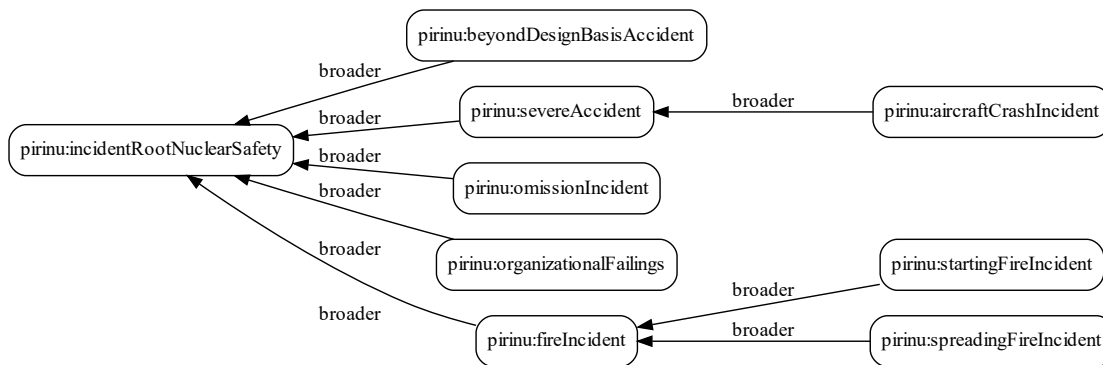 pirinu:beyondDesignBasisAccident
broader
pirinu:severeAccident
broader
pirinu:aircraftCrashIncident
broader
pirinu:incidentRootNuclearSafety
broader
pirinu:omissionIncident
broader
pirinu:organizationalFailings
broader
pirinu:startingFireIncident
broader
broader
pirinu:fireIncident
broader
pirinu:spreadingFireIncident